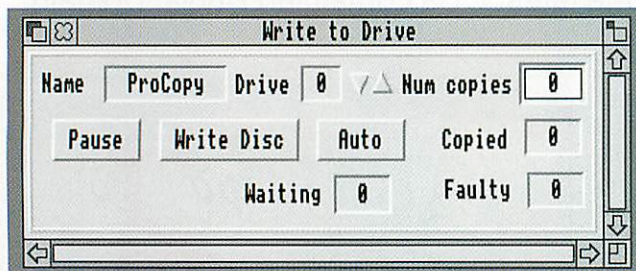 Write to Drive
Name ProCopy Drive 0 Num copies 0
Pause Write Disc Auto Copied 0
Waiting 0 Faulty 0